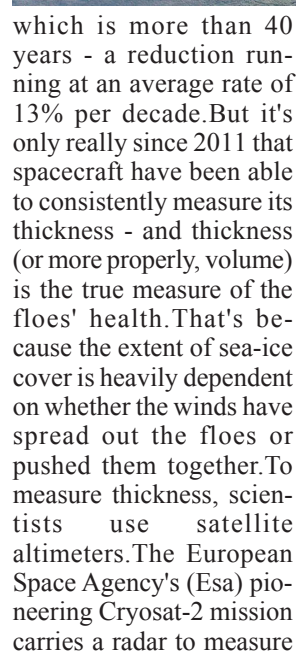 which is more than 40
years - a reduction run-
ning at an average rate of
13% per decade.But it's
only really since 2011 that
spacecraft have been able
to consistently measure its
thickness - and thickness
(or more properly, volume)
is the true measure of the
floes' health.That's be-
cause the extent of sea-ice
cover is heavily dependent
on whether the winds have
spread out the floes or
pushed them together.To
measure thickness, scien-
tists use satellite
altimeters.The European
Space Agency's (Esa) pio-
neering Cryosat-2 mission
carries a radar to measure